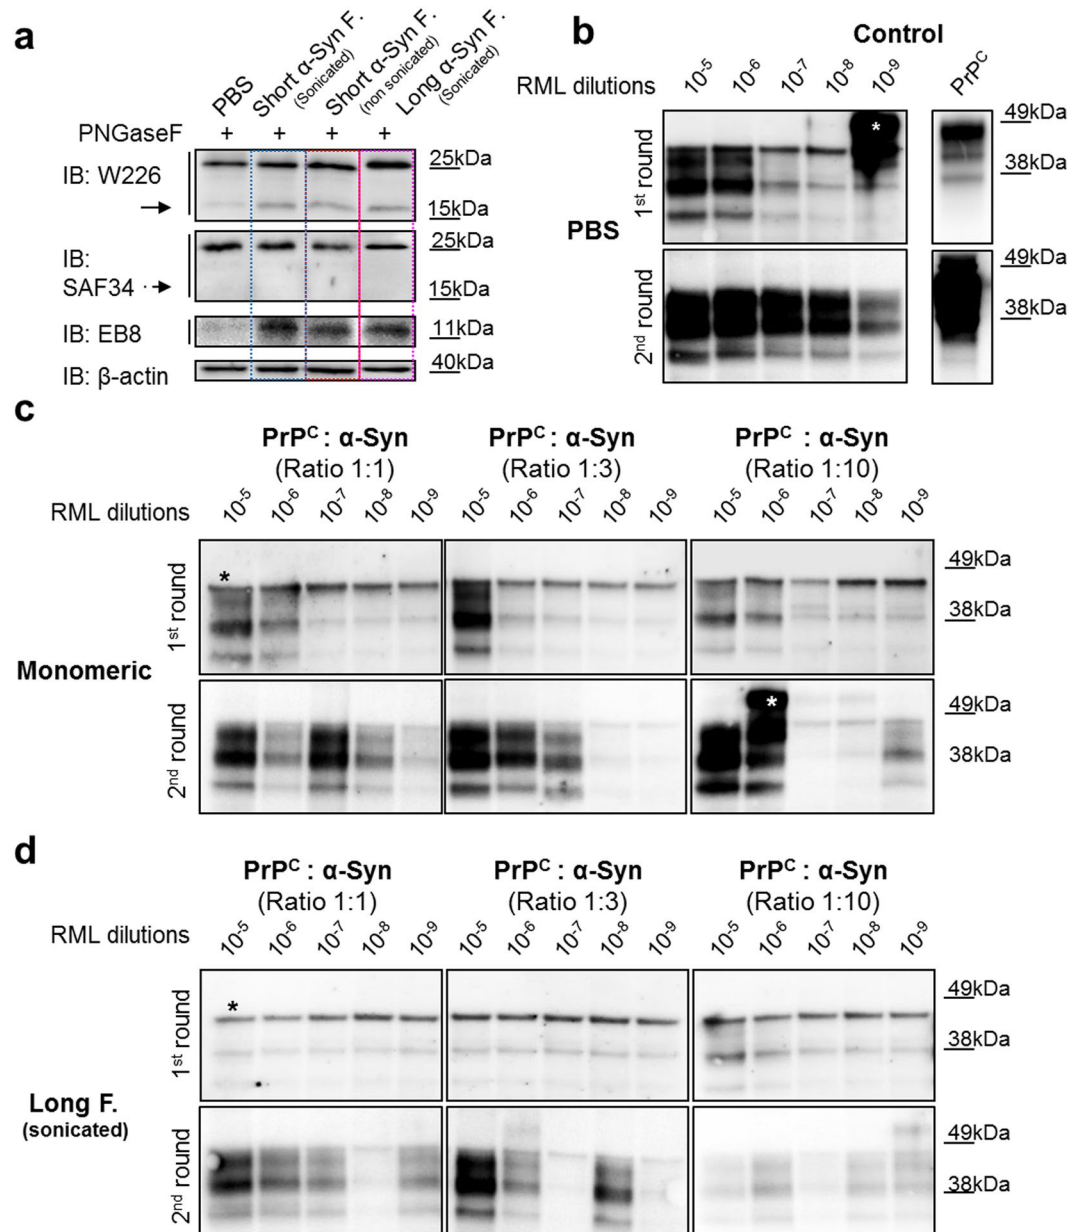 a
PBS
Short α-Syn F.
(Sonicated)
Short α-Syn F.
(non sonicated)
Long α-Syn F.
(Sonicated)
PNGaseF + + + +
IB: W226
25kDa
15kDa
IB:
SAF34
25kDa
15kDa
IB: EB8
11kDa
IB: β-actin
40kDa
b
Control
RML dilutions 10-5 10-6 10-7 10-8 10-9 PrPC
PBS
1st round
*
49kDa
38kDa
2nd round
49kDa
38kDa
c
PrPC : α-Syn PrPC : α-Syn PrPC : α-Syn
(Ratio 1:1) (Ratio 1:3) (Ratio 1:10)
RML dilutions 10-5 10-6 10-7 10-8 10-9 10-5 10-6 10-7 10-8 10-9 10-5 10-6 10-7 10-8 10-9
Monomeric
1st round
*
49kDa
38kDa
2nd round
*
49kDa
38kDa
d
PrPC : α-Syn PrPC : α-Syn PrPC : α-Syn
(Ratio 1:1) (Ratio 1:3) (Ratio 1:10)
RML dilutions 10-5 10-6 10-7 10-8 10-9 10-5 10-6 10-7 10-8 10-9 10-5 10-6 10-7 10-8 10-9
Long F.
(sonicated)
1st round
*
49kDa
38kDa
2nd round
49kDa
38kDa